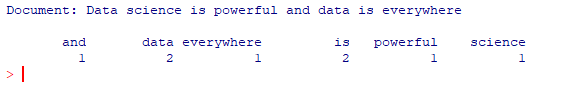 Document: Data science is powerful and data is everywhere
and data everywhere is powerful science
1 2 1 2 1 1
>